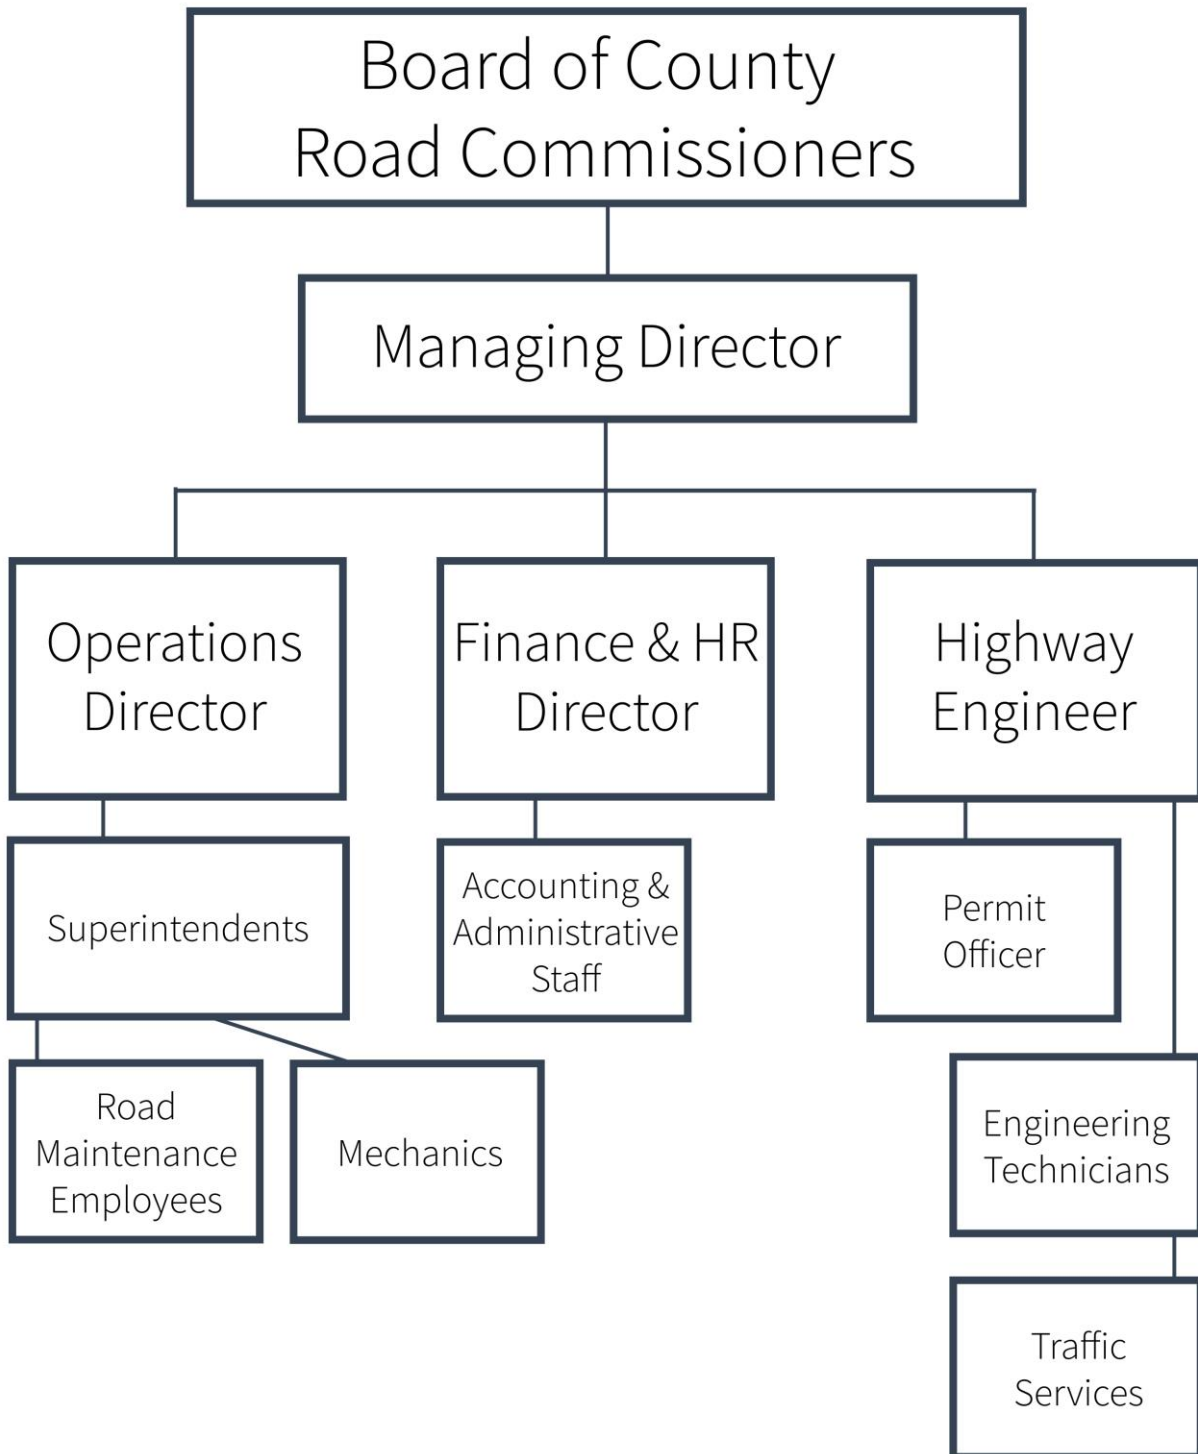 Board of County
Road Commissioners
Managing Director
Operations
Director
Finance & HR
Director
Highway
Engineer
Superintendents
Accounting &
Administrative
Staff
Permit
Officer
Road
Maintenance
Employees
Mechanics
Engineering
Technicians
Traffic
Services